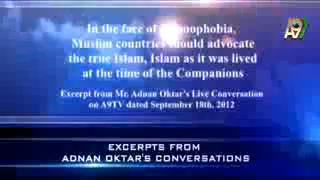 A9
In the face of Islamophobia,
Muslim countries should advocate
the true Islam, Islam as it was lived
at the time of the Companions
Excerpt from Mr. Adnan Oktar's Live Conversation
on A9TV dated September 18th, 2012
EXCERPTS FROM
ADNAN OKTAR'S CONVERSATIONS